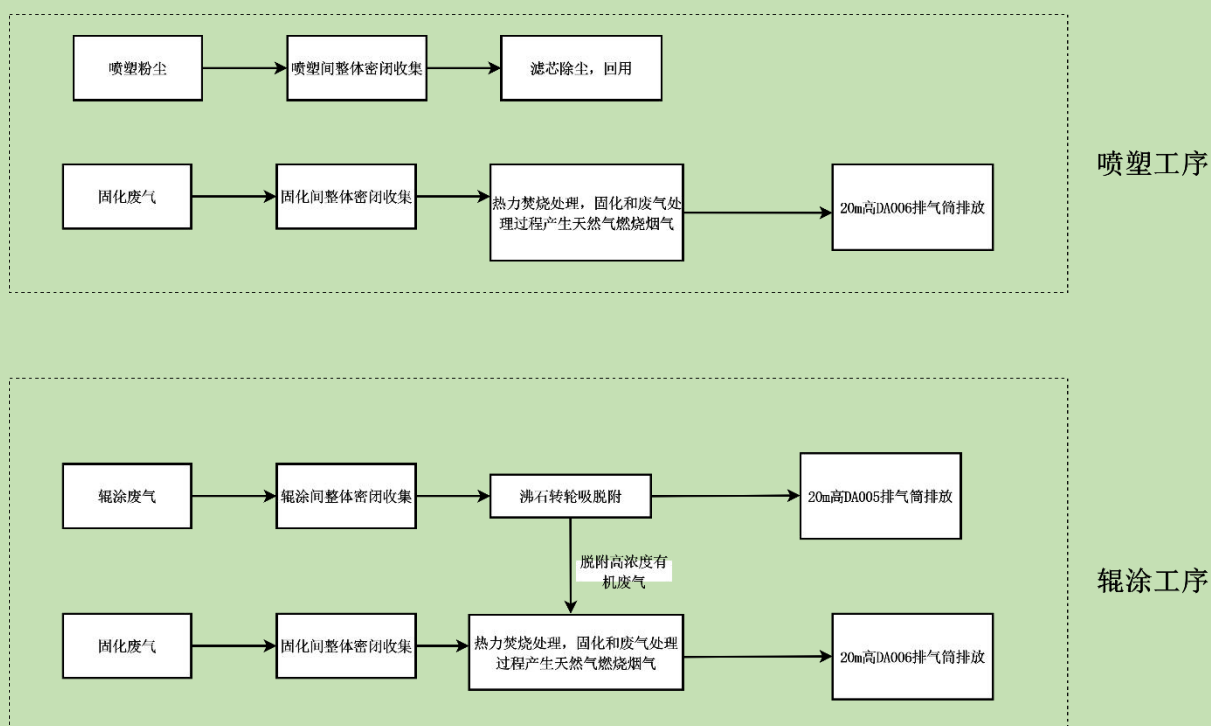 喷塑粉尘
喷塑间整体密闭收集
滤芯除尘，回用
喷塑工序
固化废气
固化间整体密闭收集
热力焚烧处理，固化和废气处
理过程产生天然气燃烧烟气
20m高DA006排气筒排放
辊涂废气
辊涂间整体密闭收集
沸石转轮吸脱附
20m高DA005排气筒排放
脱附高浓度有
机废气
辊涂工序
固化废气
固化间整体密闭收集
热力焚烧处理，固化和废气处理
过程产生天然气燃烧烟气
20m高DA006排气筒排放